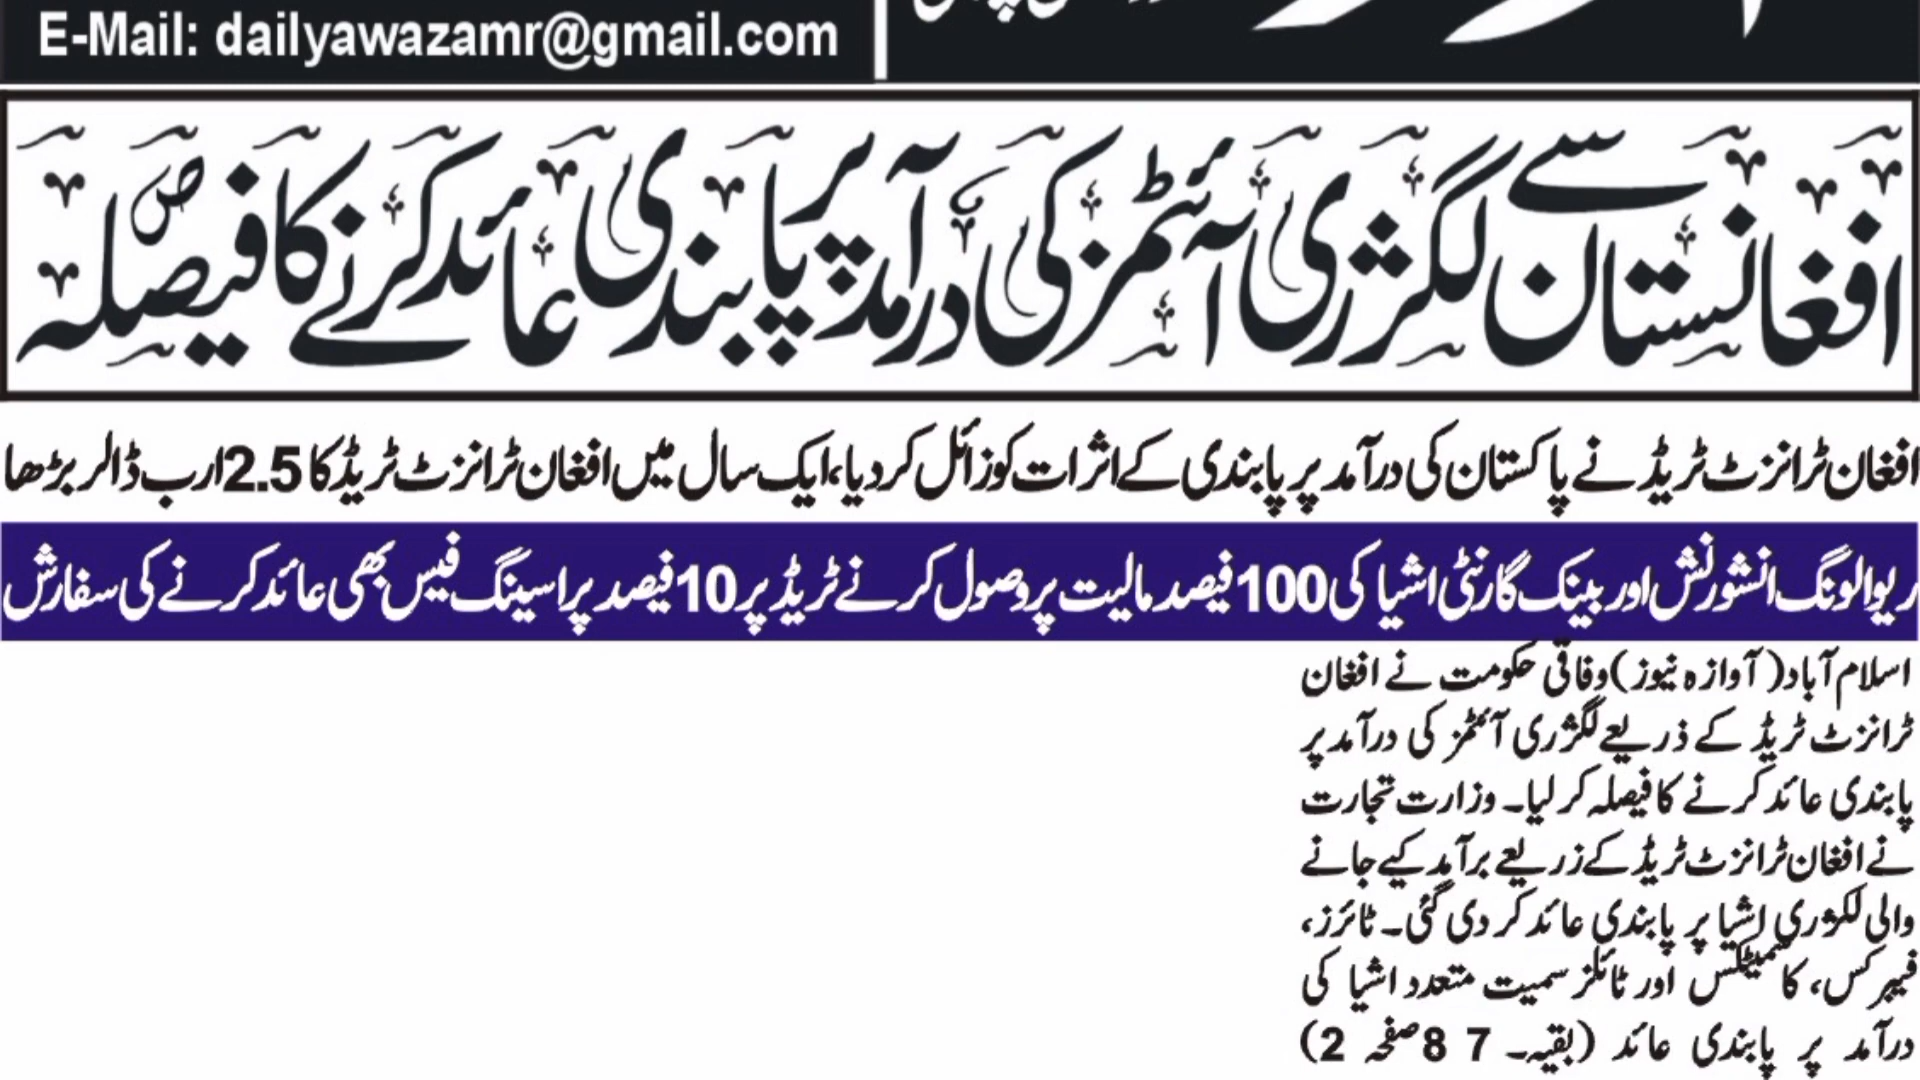 E-Mail: dailyawazamr@gmail.com
افغانستان سے لگژری آئٹمز کی درآمد پر پابندی عائد کرنے کا فیصلہ
افغان ٹرانزٹ ٹریڈ نے پاکستان کی درآمد پر پابندی کے اثرات کو زائل کر دیا، ایک سال میں افغان ٹرانزٹ ٹریڈ کا 2.5 ارب ڈالر بڑھا
ریوالونگ انشورنش اور بینک گارنٹی اشیا کی 100 فیصد مالیت پر وصول کرنے ٹریڈ پر 10 فیصد پراسینگ فیس بھی عائد کرنے کی سفارش
اسلام آباد (آوازہ نیوز) وفاقی حکومت نے افغان
ٹرانزٹ ٹریڈ کے ذریعے لگژری آئٹمز کی درآمد پر
پابندی عائد کرنے کا فیصلہ کر لیا۔ وزارت تجارت
نے افغان ٹرانزٹ ٹریڈ کے زریعے برآمد کیے جانے
والی لکژری اشیا پر پابندی عائد کر دی گئی۔ ٹائرز،
فیبرکس، کاسمیٹکس اور ٹائلز سمیت متعدد اشیا کی
درآمد پر پابندی عائد (بقیہ۔ 7 8 صفحہ 2)